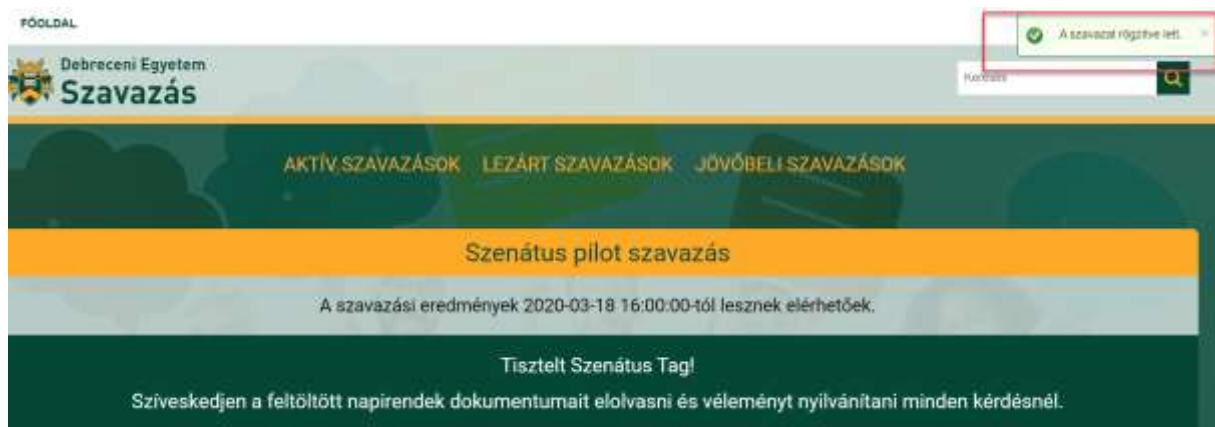 FŐOLDAL
A szavazat rögzítve lett.
Debreceni Egyetem
Szavazás
Keresés
AKTÍV SZAVAZÁSOK LEZÁRT SZAVAZÁSOK JÖVŐBELI SZAVAZÁSOK
Szenátus pilot szavazás
A szavazási eredmények 2020-03-18 16:00:00-tól lesznek elérhetőek.
Tisztelt Szenátus Tag!
Szíveskedjen a feltöltött napirendek dokumentumait elolvasni és véleményt nyilvánítani minden kérdésnél.